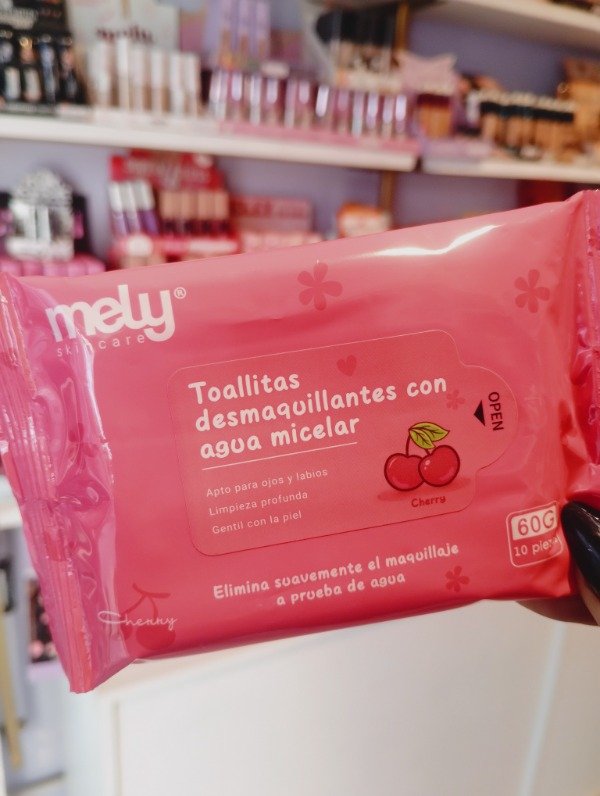 mely®
skincare
Toallitas
desmaquillantes con
agua micelar
Apto para ojos y labios
Limpieza profunda
Gentil con la piel
OPEN
Cherry
60G
10
Elimina suavemente el maquillaje
a prueba de agua
Cherry